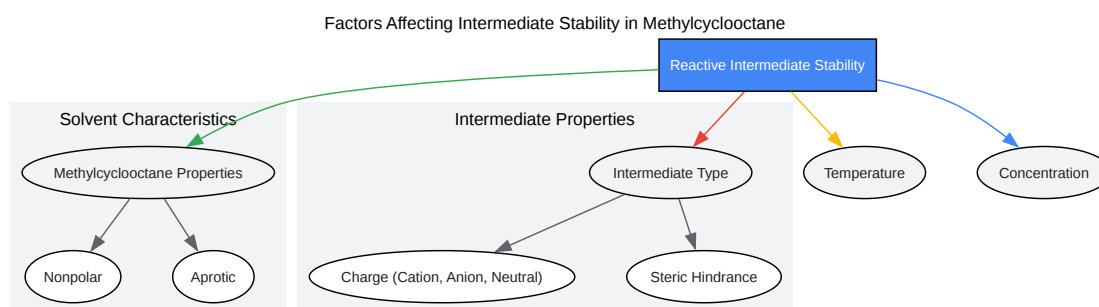 Factors Affecting Intermediate Stability in Methylcyclooctane
Reactive Intermediate Stability
Solvent Characteristics
Intermediate Properties
Methylcyclooctane Properties
Intermediate Type
Temperature
Concentration
Nonpolar
Aprotic
Charge (Cation, Anion, Neutral)
Steric Hindrance